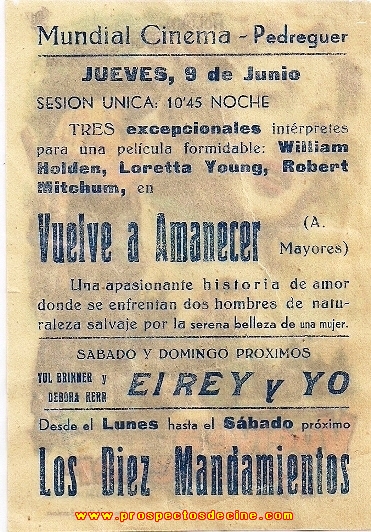 Mundial Cinema - Pedreguer
JUEVES, 9 de Junio
SESION UNICA: 10'45 NOCHE
TRES excepcionales intérpretes
para una película formidable: William
Holden, Loretta Young, Robert
Mitchum, en
Vuelve a Amanecer (A. Mayores)
Una apasionante historia de amor
donde se enfrentan dos hombres de natu-
raleza salvaje por la serena belleza de una mujer.
SABADO Y DOMINGO PROXIMOS
YUL BRINNER y
DEBORA KERR
El REY y YO
Desde el Lunes hasta el Sábado próximo
Los Diez Mandamientos
www.prospectosdecine.com